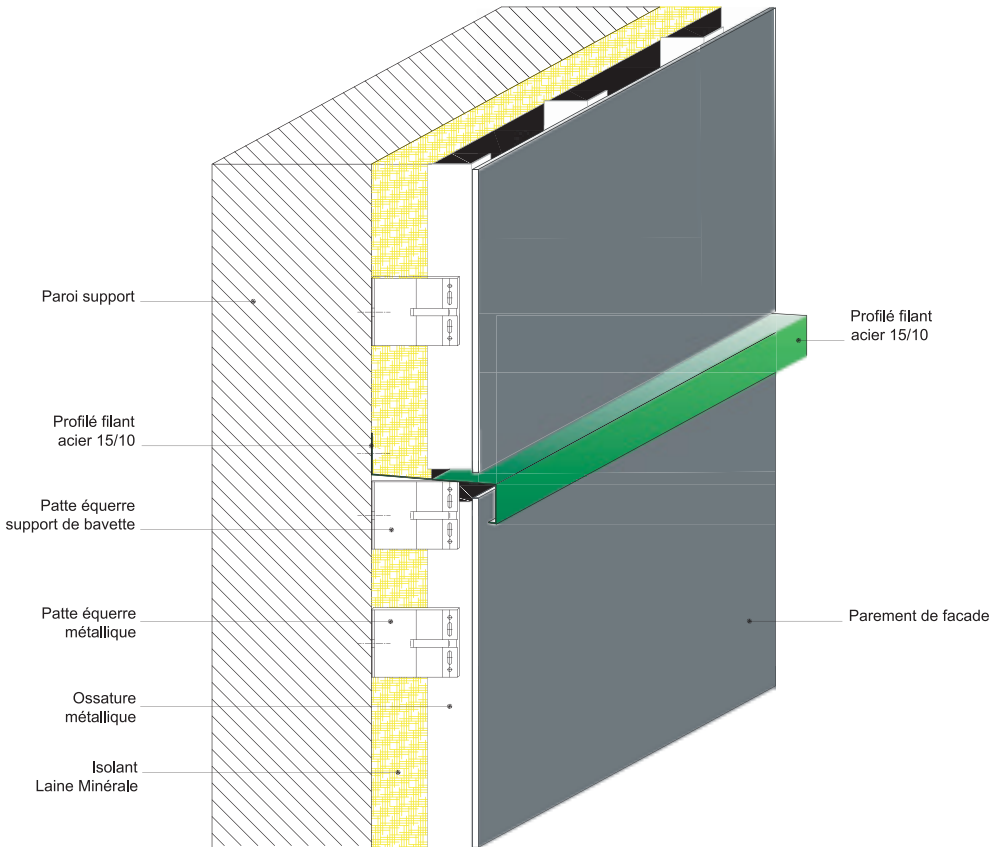 Paroi support
Profilé filant
acier 15/10
Profilé filant
acier 15/10
Patte équerre
support de bavette
Patte équerre
métallique
Parement de facade
Ossature
métallique
Isolant
Laine Minérale